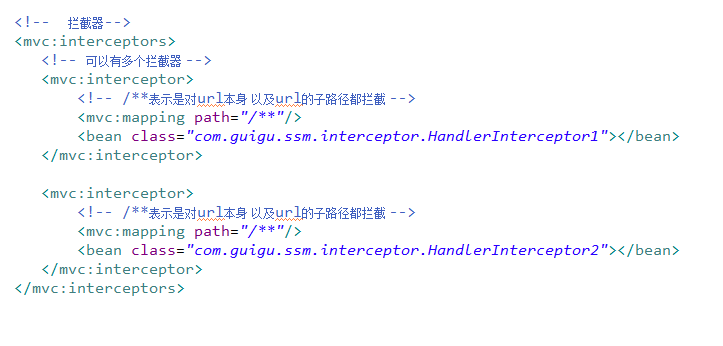 <!--  拦截器-->
<mvc:interceptors>
<!-- 可以有多个拦截器 -->
<mvc:interceptor>
<!-- /**表示是对url本身 以及url的子路径都拦截 -->
<mvc:mapping path="/**"/>
<bean class="com.guigu.ssm.interceptor.HandlerInterceptor1"></bean>
</mvc:interceptor>
<mvc:interceptor>
<!-- /**表示是对url本身 以及url的子路径都拦截 -->
<mvc:mapping path="/**"/>
<bean class="com.guigu.ssm.interceptor.HandlerInterceptor2"></bean>
</mvc:interceptor>
</mvc:interceptors>